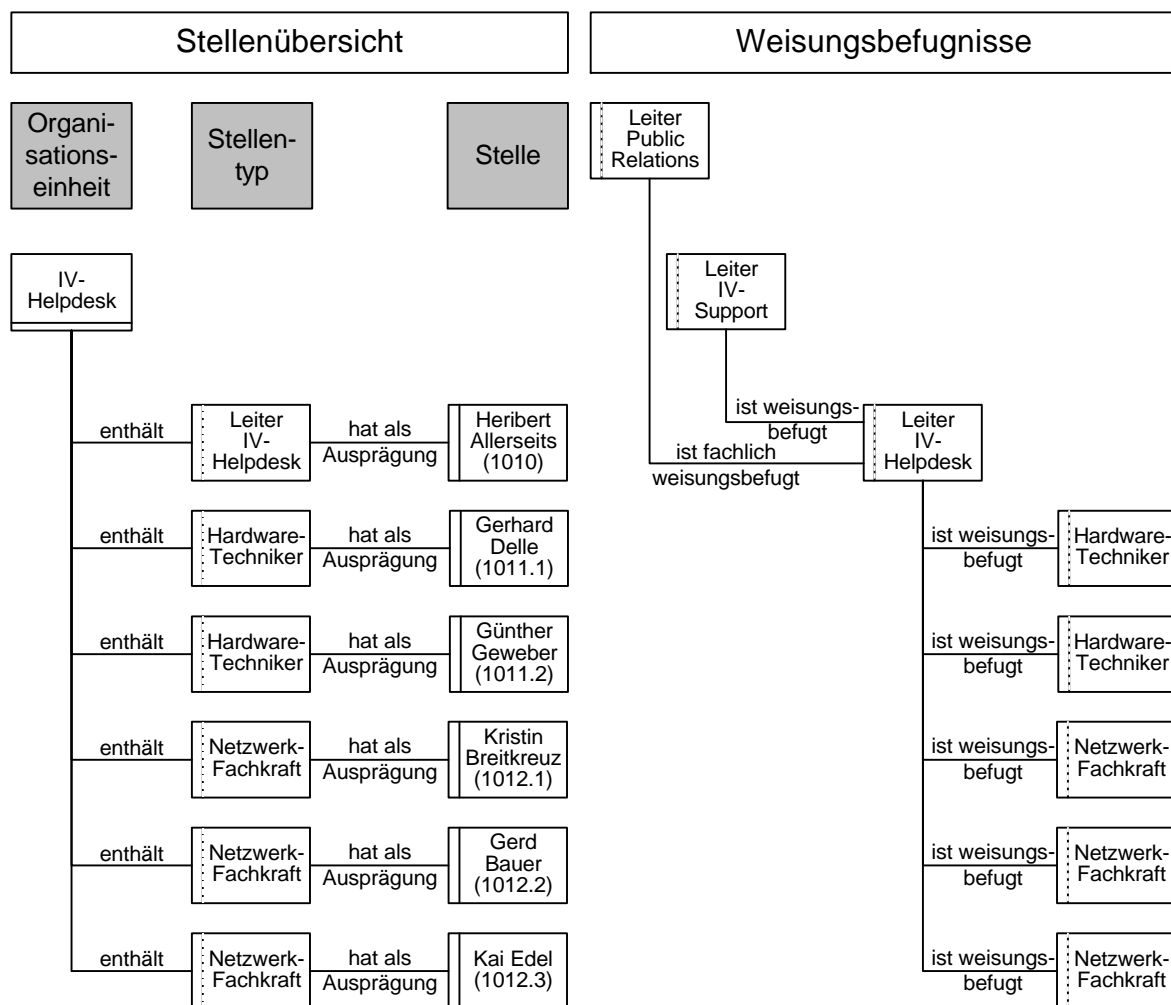 Stellenübersicht
Weisungsbefugnisse
Organi-
sations-
einheit
Stellen-
typ
Stelle
Leiter
Public
Relations
IV-
Helpdesk
Leiter
IV-
Support
enthält
Leiter
IV-
Helpdesk
hat als
Ausprägung
Heribert
Allerseits
(1010)
ist weisungs-
befugt
ist fachlich
weisungsbefugt
Leiter
IV-
Helpdesk
enthält
Hardware-
Techniker
hat als
Ausprägung
Gerhard
Delle
(1011.1)
ist weisungs-
befugt
Hardware-
Techniker
enthält
Hardware-
Techniker
hat als
Ausprägung
Günther
Geweber
(1011.2)
ist weisungs-
befugt
Hardware-
Techniker
enthält
Netzwerk-
Fachkraft
hat als
Ausprägung
Kristin
Breitkreuz
(1012.1)
ist weisungs-
befugt
Netzwerk-
Fachkraft
enthält
Netzwerk-
Fachkraft
hat als
Ausprägung
Gerd
Bauer
(1012.2)
ist weisungs-
befugt
Netzwerk-
Fachkraft
enthält
Netzwerk-
Fachkraft
hat als
Ausprägung
Kai Edel
(1012.3)
ist weisungs-
befugt
Netzwerk-
Fachkraft